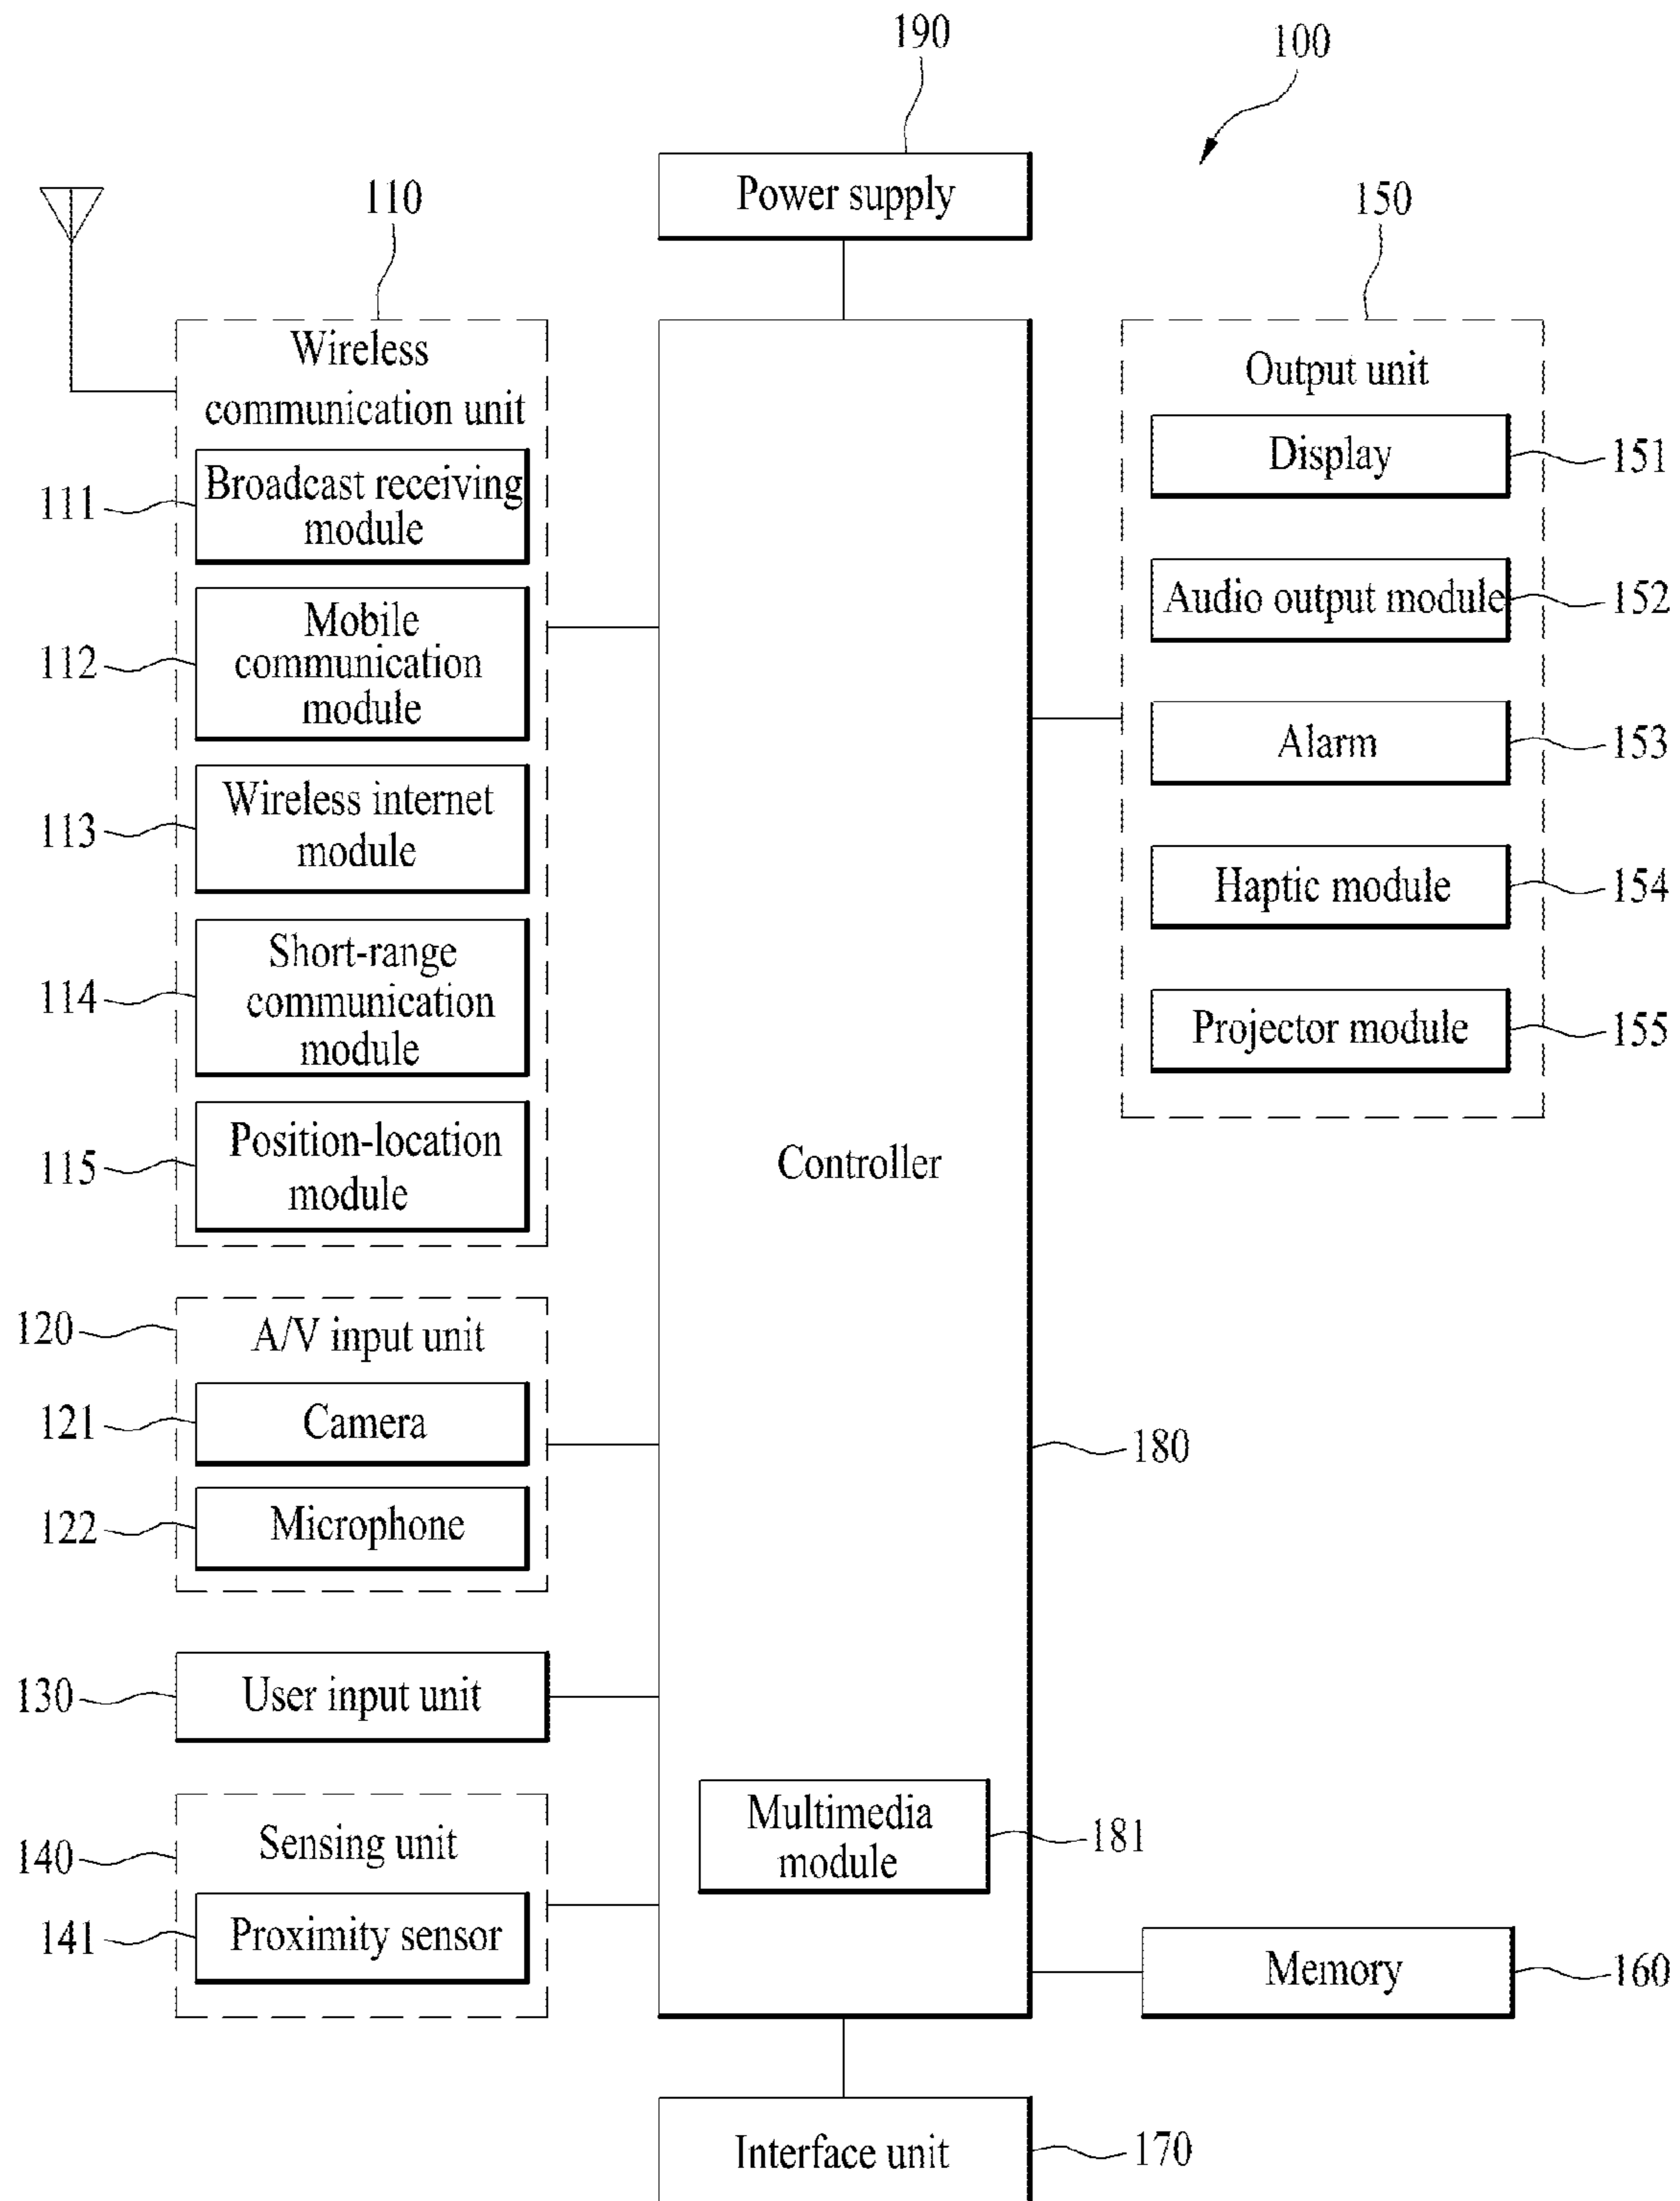 190
100
Power supply
110
150
Wireless
communication unit
Output unit
111
Broadcast receiving
module
Display
151
112
Mobile
communication
module
Audio output module
152
Alarm
153
113
Wireless internet
module
Haptic module
154
114
Short-range
communication
module
Projector module
155
115
Position-location
module
Controller
120
A/V input unit
121
Camera
180
122
Microphone
130
User input unit
140
Sensing unit
Multimedia
module
181
141
Proximity sensor
Memory
160
Interface unit
170